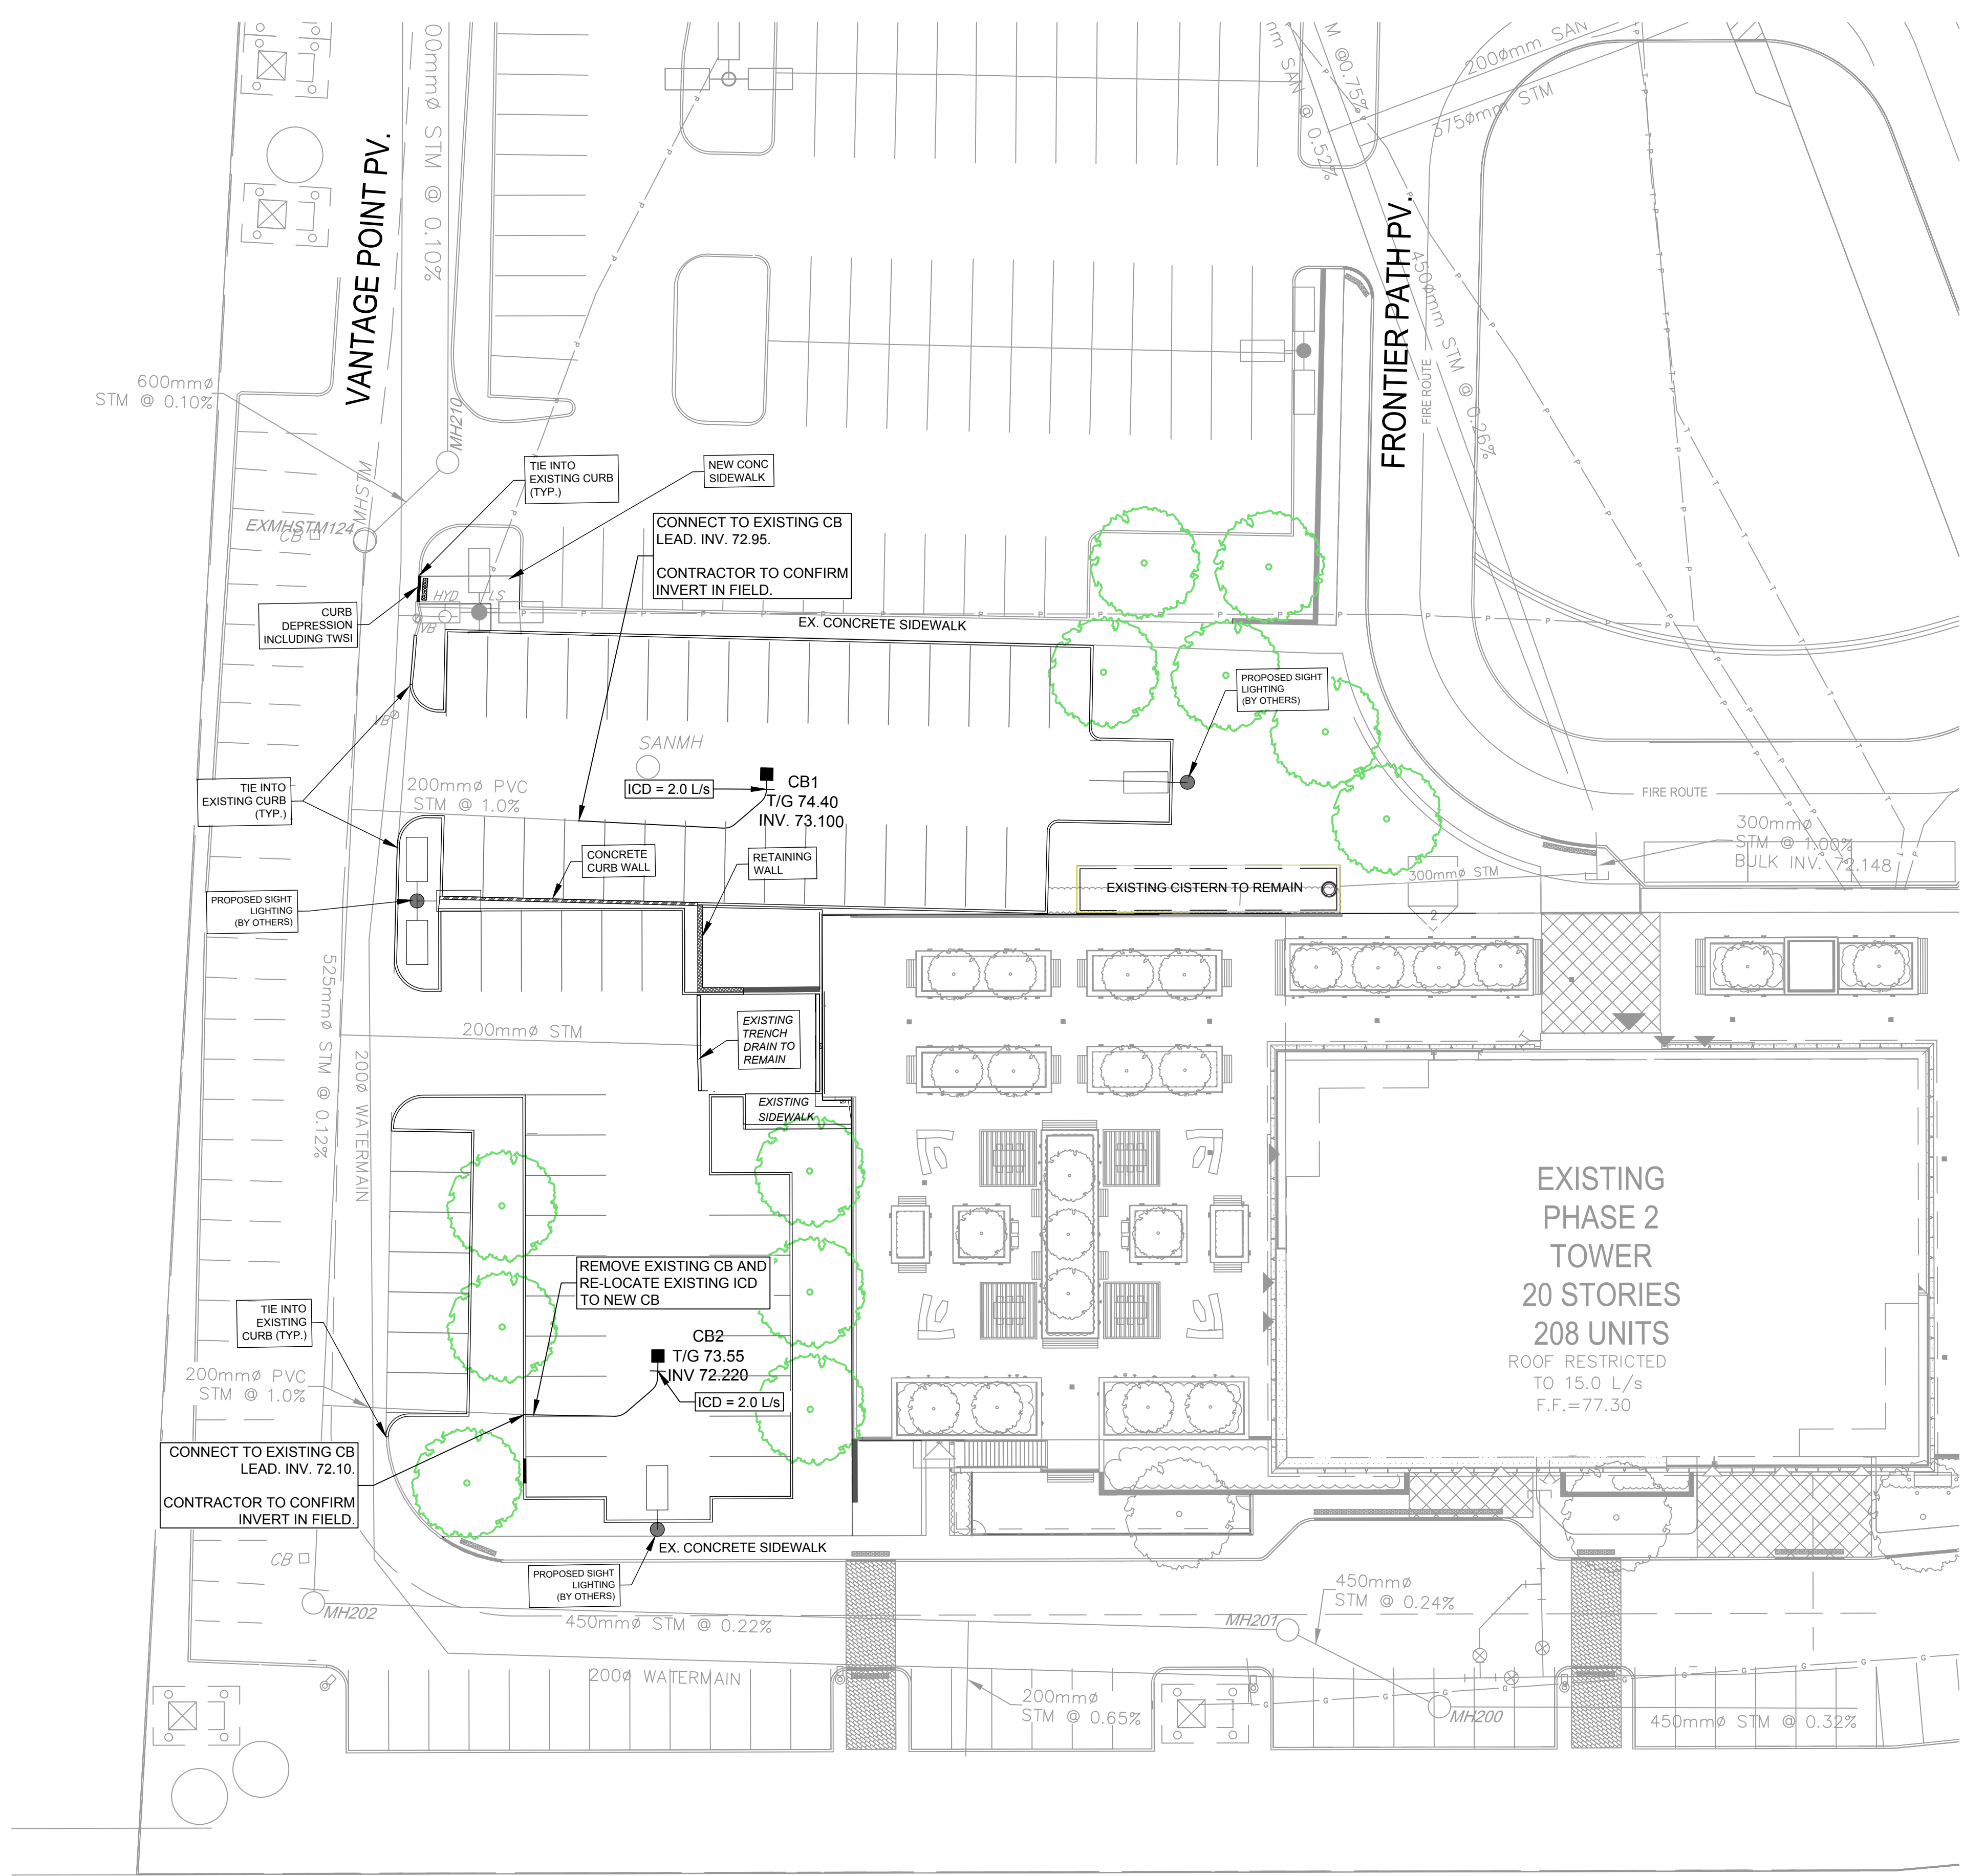 00mmø STM @ 0.10%
VANTAGE POINT PV.
mm SAN @ 0.52%
M @0.75%
200ømm SAN
375ømm STM
FRONTIER PATH PV.
450ømm STM @ 0.26%
FIRE ROUTE
600mmø
STM @ 0.10%
MH210
MHSTM
EXMHSTM124
CB
TIE INTO
EXISTING CURB
(TYP.)
NEW CONC
SIDEWALK
CONNECT TO EXISTING CB
LEAD. INV. 72.95.
CONTRACTOR TO CONFIRM
INVERT IN FIELD.
CURB
DEPRESSION
INCLUDING TWSI
HYD
LS
VB
EX. CONCRETE SIDEWALK
PROPOSED SIGHT
LIGHTING
(BY OTHERS)
VB
SANMH
ICD = 2.0 L/s
CB1
T/G 74.40
INV. 73.100
TIE INTO
EXISTING CURB
(TYP.)
200mmø PVC
STM @ 1.0%
FIRE ROUTE
300mmø
STM @ 1.00%
BULK INV. 72.148
CONCRETE
CURB WALL
RETAINING
WALL
EXISTING CISTERN TO REMAIN
300mmø STM
2
PROPOSED SIGHT
LIGHTING
(BY OTHERS)
525mmø STM @ 0.12%
200ø WATERMAIN
200mmø STM
EXISTING
TRENCH
DRAIN TO
REMAIN
EXISTING
SIDEWALK
EXISTING
PHASE 2
TOWER
20 STORIES
208 UNITS
ROOF RESTRICTED
TO 15.0 L/s
F.F.=77.30
REMOVE EXISTING CB AND
RE-LOCATE EXISTING ICD
TO NEW CB
TIE INTO
EXISTING
CURB (TYP.)
CB2
T/G 73.55
INV 72.220
ICD = 2.0 L/s
200mmø PVC
STM @ 1.0%
CONNECT TO EXISTING CB
LEAD. INV. 72.10.
CONTRACTOR TO CONFIRM
INVERT IN FIELD.
EX. CONCRETE SIDEWALK
CB
PROPOSED SIGHT
LIGHTING
(BY OTHERS)
MH202
450mmø STM @ 0.22%
MH201
450mmø
STM @ 0.24%
200ø WATERMAIN
200mmø
STM @ 0.65%
MH200
450mmø STM @ 0.32%